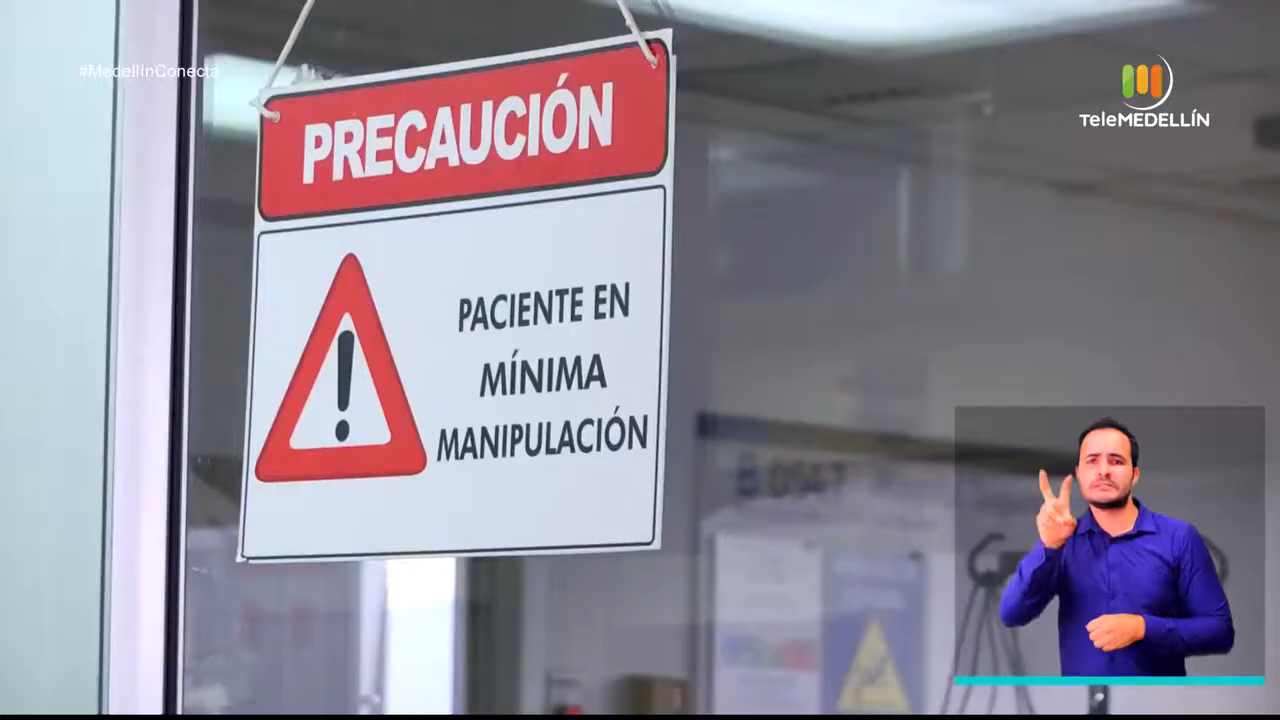 #MedellínConecta
TeleMEDELLÍN
PRECAUCIÓN
PACIENTE EN
MÍNIMA
MANIPULACIÓN